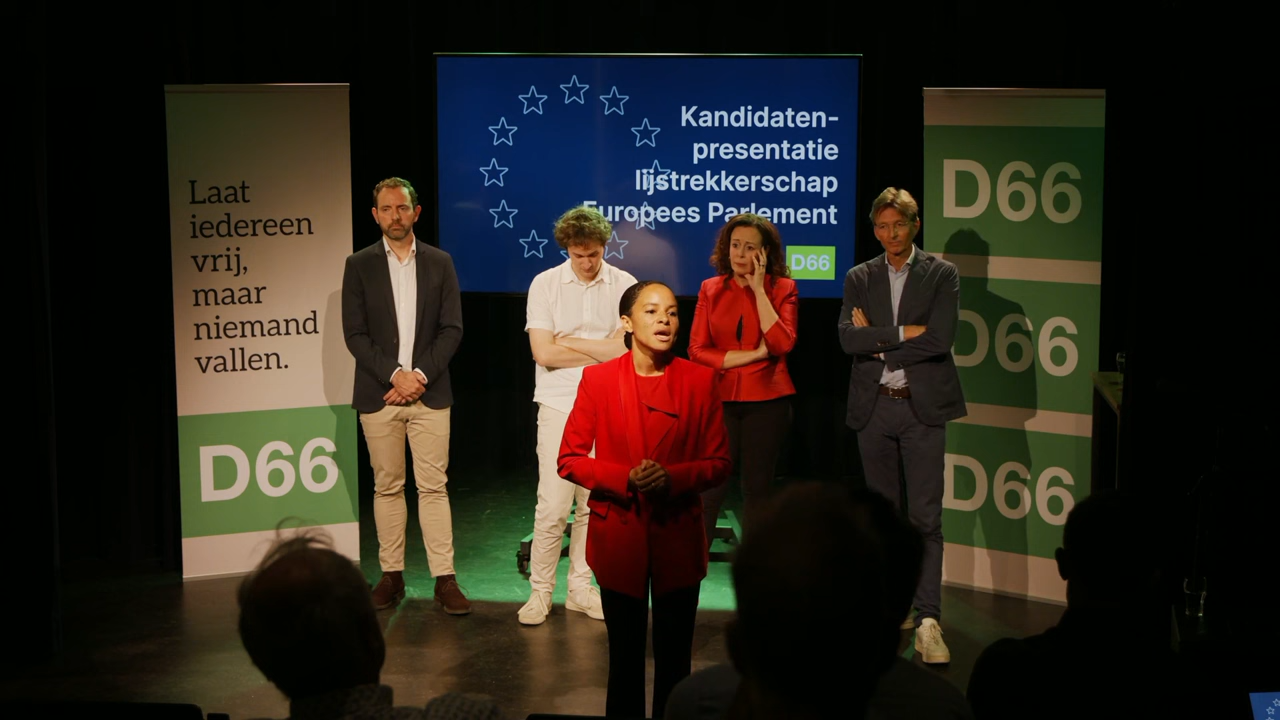 Laat
iedereen
vrij,
maar
niemand
vallen.
D66
Kandidaten-
presentatie
lijstrekkerschap
Europees Parlement
D66
D66
D66
D66